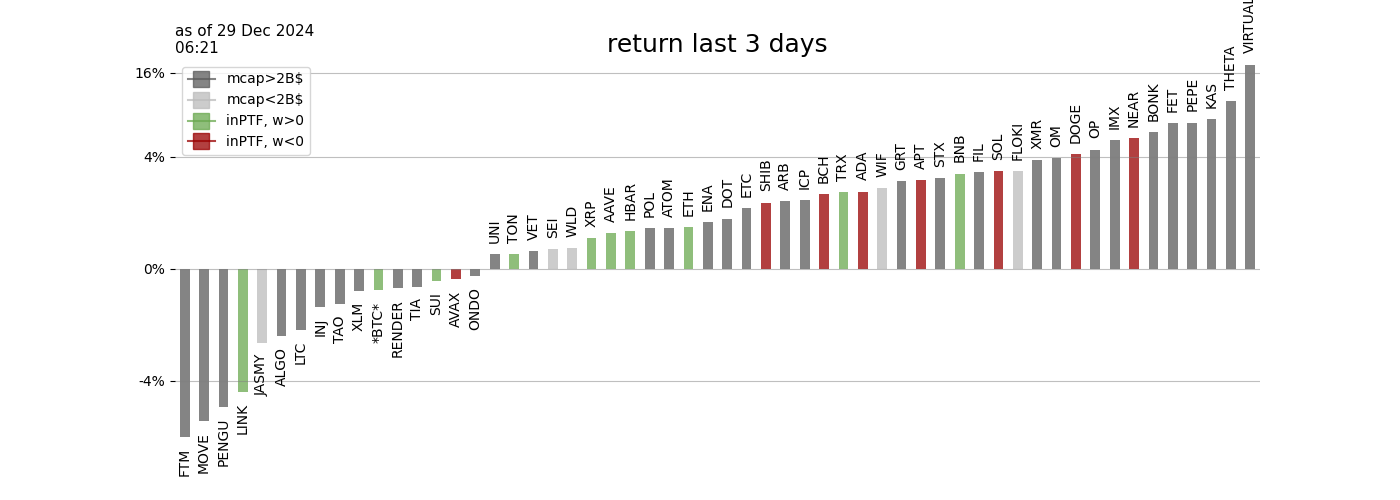 as of 29 Dec 2024
06:21
return last 3 days
16%
4%
0%
-4%
mcap>2B$
mcap<2B$
inPTF, w>0
inPTF, w<0
FTM
MOVE
PENGU
LINK
JASMY
ALGO
LTC
INJ
TAO
XLM
*BTC*
RENDER
TIA
SUI
AVAX
ONDO
UNI
TON
VET
SEI
WLD
XRP
AAVE
HBAR
POL
ATOM
ETH
ENA
DOT
ETC
SHIB
ARB
ICP
BCH
TRX
ADA
WIF
GRT
APT
STX
BNB
FIL
SOL
FLOKI
XMR
OM
DOGE
OP
IMX
NEAR
BONK
FET
PEPE
KAS
THETA
VIRTUAL